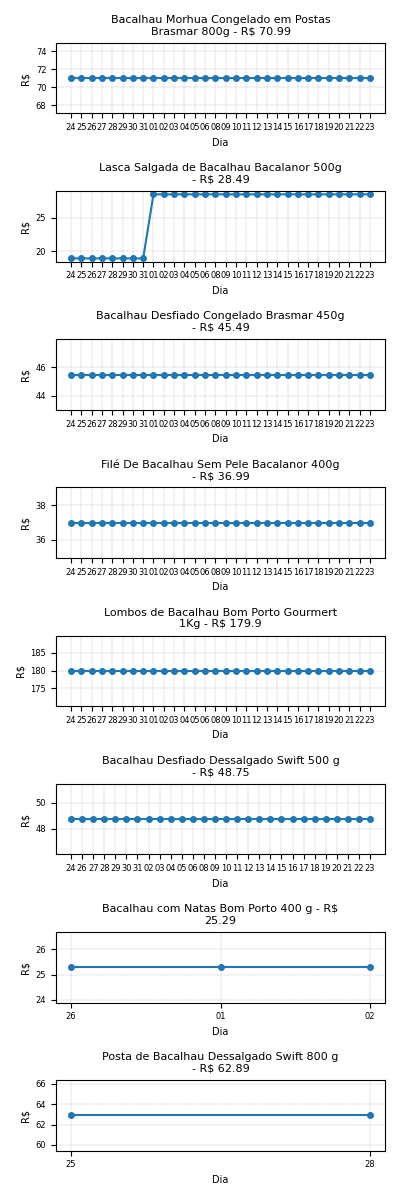 Bacalhau Morhua Congelado em Postas
Brasmar 800g - R$ 70.99
74
72
70
68
R$
24 25 26 27 28 29 30 31 01 02 03 04 05 06 08 09 10 11 12 13 14 15 16 17 18 19 20 21 22 23
Dia
Lasca Salgada de Bacalhau Bacalanor 500g
- R$ 28.49
25
20
R$
24 25 26 27 28 29 30 31 01 02 03 04 05 06 08 09 10 11 12 13 14 15 16 17 18 19 20 21 22 23
Dia
Bacalhau Desfiado Congelado Brasmar 450g
- R$ 45.49
46
44
R$
24 25 26 27 28 29 30 31 01 02 03 04 05 06 08 09 10 11 12 13 14 15 16 17 18 19 20 21 22 23
Dia
Filé De Bacalhau Sem Pele Bacalanor 400g
- R$ 36.99
38
36
R$
24 25 26 27 28 29 30 31 01 02 03 04 05 06 08 09 10 11 12 13 14 15 16 17 18 19 20 21 22 23
Dia
Lombos de Bacalhau Bom Porto Gourmert
1Kg - R$ 179.9
185
180
175
R$
24 25 26 27 28 29 30 31 01 02 03 04 05 06 08 09 10 11 12 13 14 15 16 17 18 19 20 21 22 23
Dia
Bacalhau Desfiado Dessalgado Swift 500 g
- R$ 48.75
50
48
R$
24 26 27 28 29 30 31 02 03 04 05 06 08 09 10 11 12 13 14 15 16 17 18 19 20 21 22 23
Dia
Bacalhau com Natas Bom Porto 400 g - R$
25.29
26
25
24
R$
26 01 02
Dia
Posta de Bacalhau Dessalgado Swift 800 g
- R$ 62.89
66
64
62
60
R$
25 28
Dia